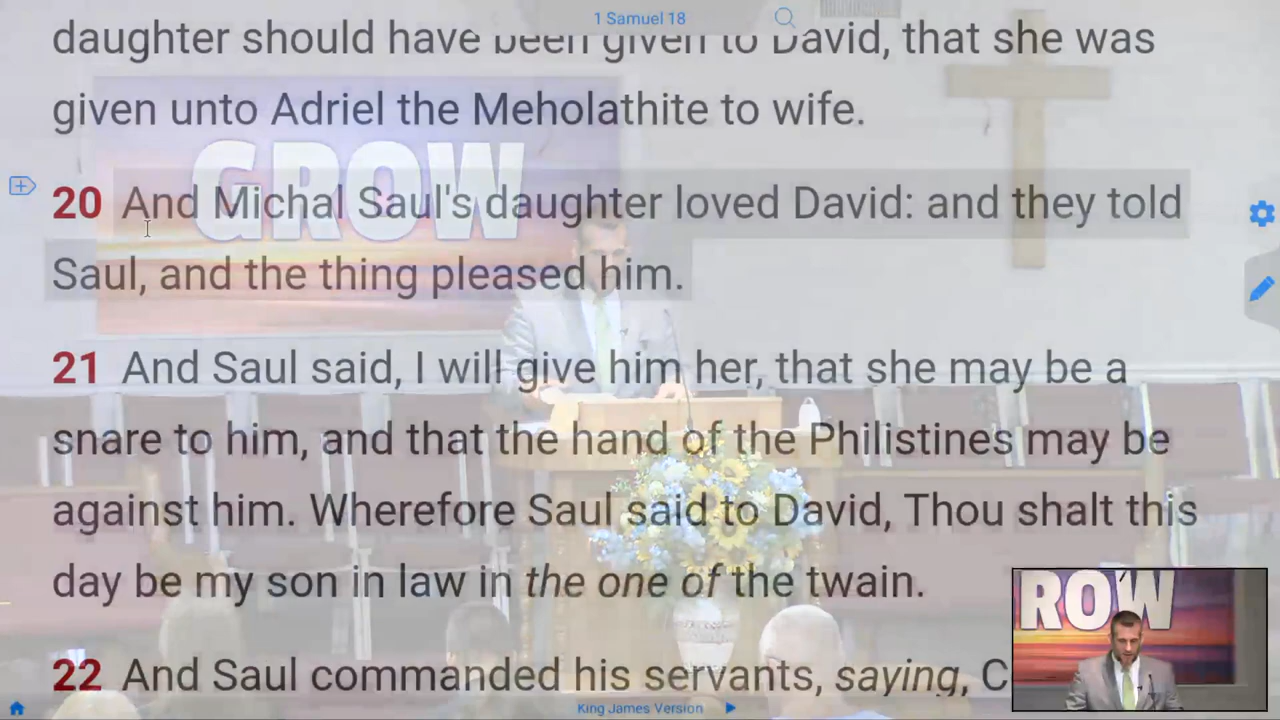 1 Samuel 18
daughter should have been given to David, that she was
given unto Adriel the Meholathite to wife.
GROW
20 And Michal Saul's daughter loved David: and they told
Saul, and the thing pleased him.
21 And Saul said, I will give him her, that she may be a
snare to him, and that the hand of the Philistines may be
against him. Wherefore Saul said to David, Thou shalt this
day be my son in law in the one of the twain.
ROW
22 And Saul commanded his servants, saying, C
King James Version